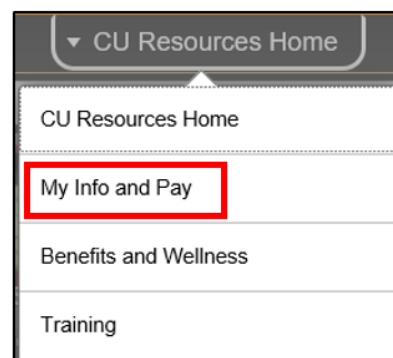 CU Resources Home
CU Resources Home
My Info and Pay
Benefits and Wellness
Training